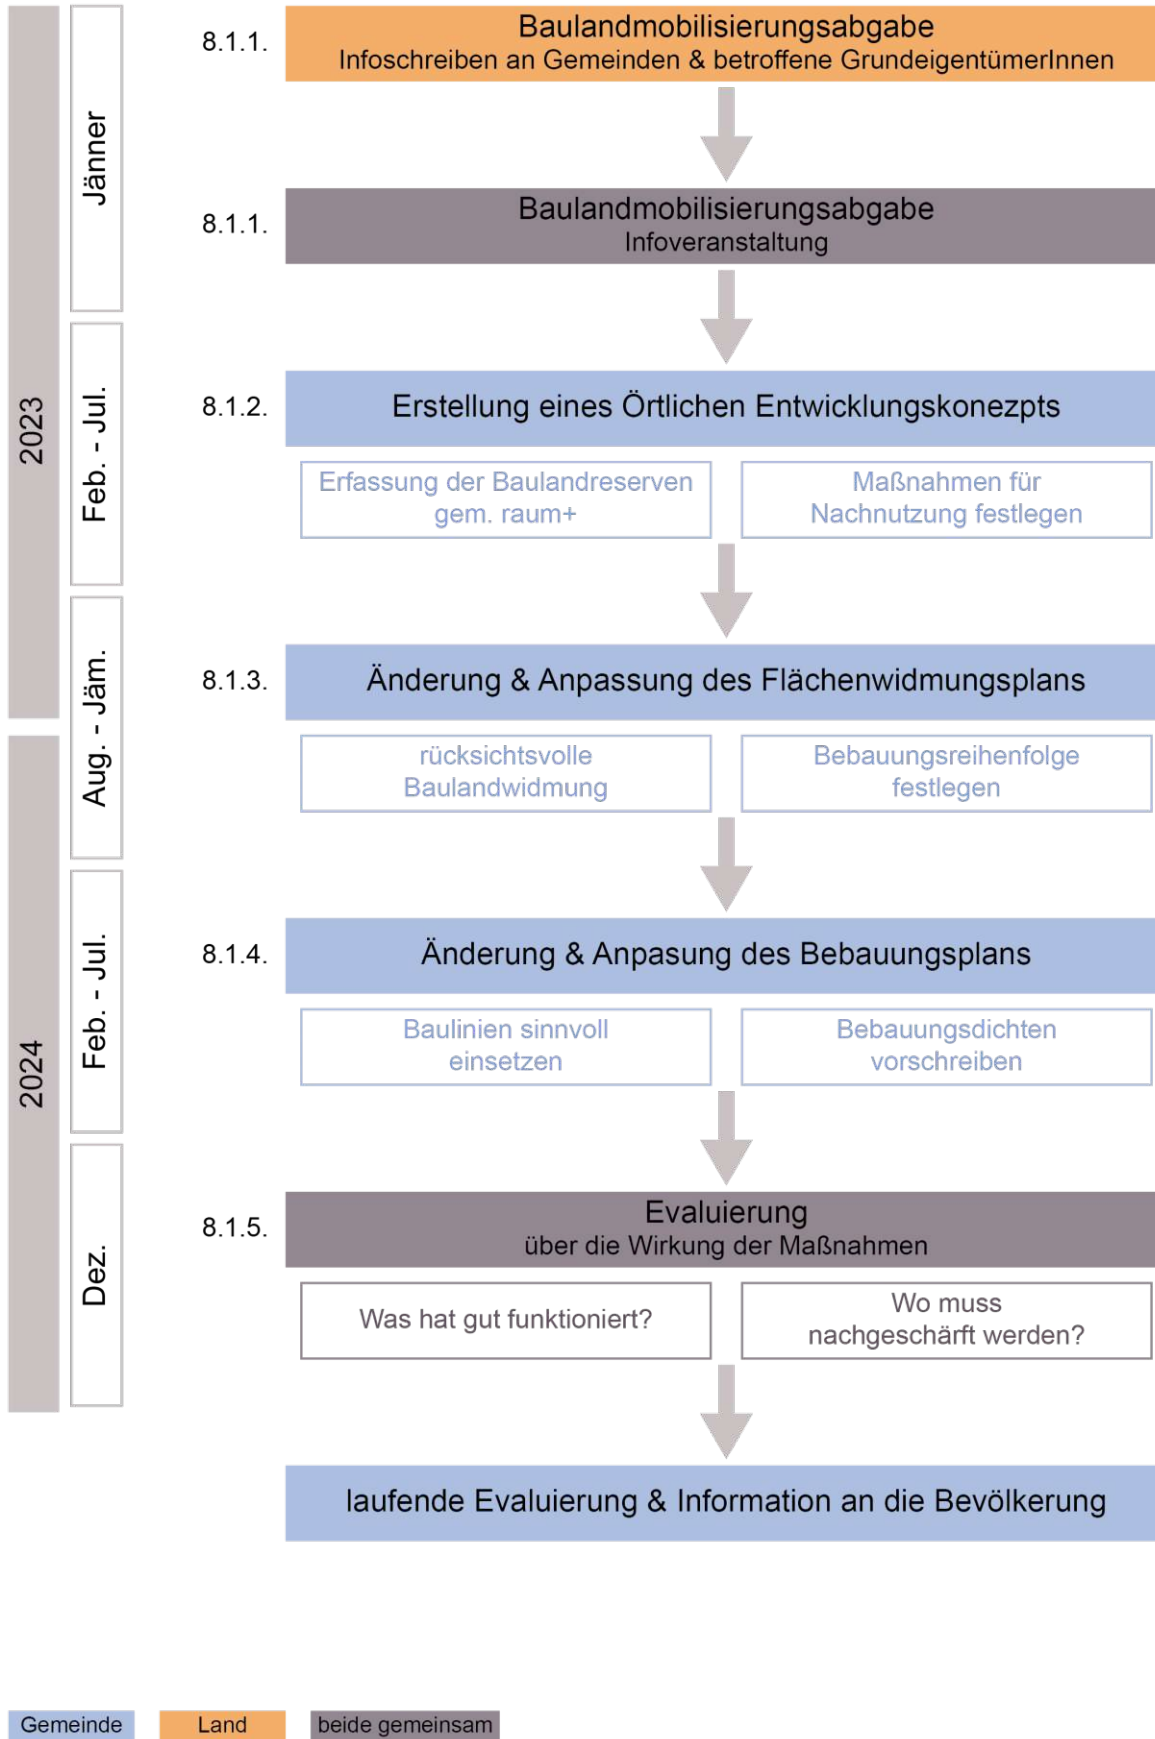 2023
2024
Jänner
Feb. - Jul.
Aug. - Jäm.
Feb. - Jul.
Dez.
8.1.1.
Baulandmobilisierungsabgabe
Infoschreiben an Gemeinden & betroffene GrundeigentümerInnen
8.1.1.
Baulandmobilisierungsabgabe
Infoveranstaltung
8.1.2.
Erstellung eines Örtlichen Entwicklungskonezpts
Erfassung der Baulandreserven
gem. raum+
Maßnahmen für
Nachnutzung festlegen
8.1.3.
Änderung & Anpassung des Flächenwidmungsplans
rücksichtsvolle
Baulandwidmung
Bebauungsreihenfolge
festlegen
8.1.4.
Änderung & Anpasung des Bebauungsplans
Baulinien sinnvoll
einsetzen
Bebauungsdichten
vorschreiben
8.1.5.
Evaluierung
über die Wirkung der Maßnahmen
Was hat gut funktioniert?
Wo muss
nachgeschärft werden?
laufende Evaluierung & Information an die Bevölkerung
Gemeinde
Land
beide gemeinsam